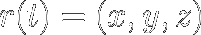 r(l) = (x, y, z)